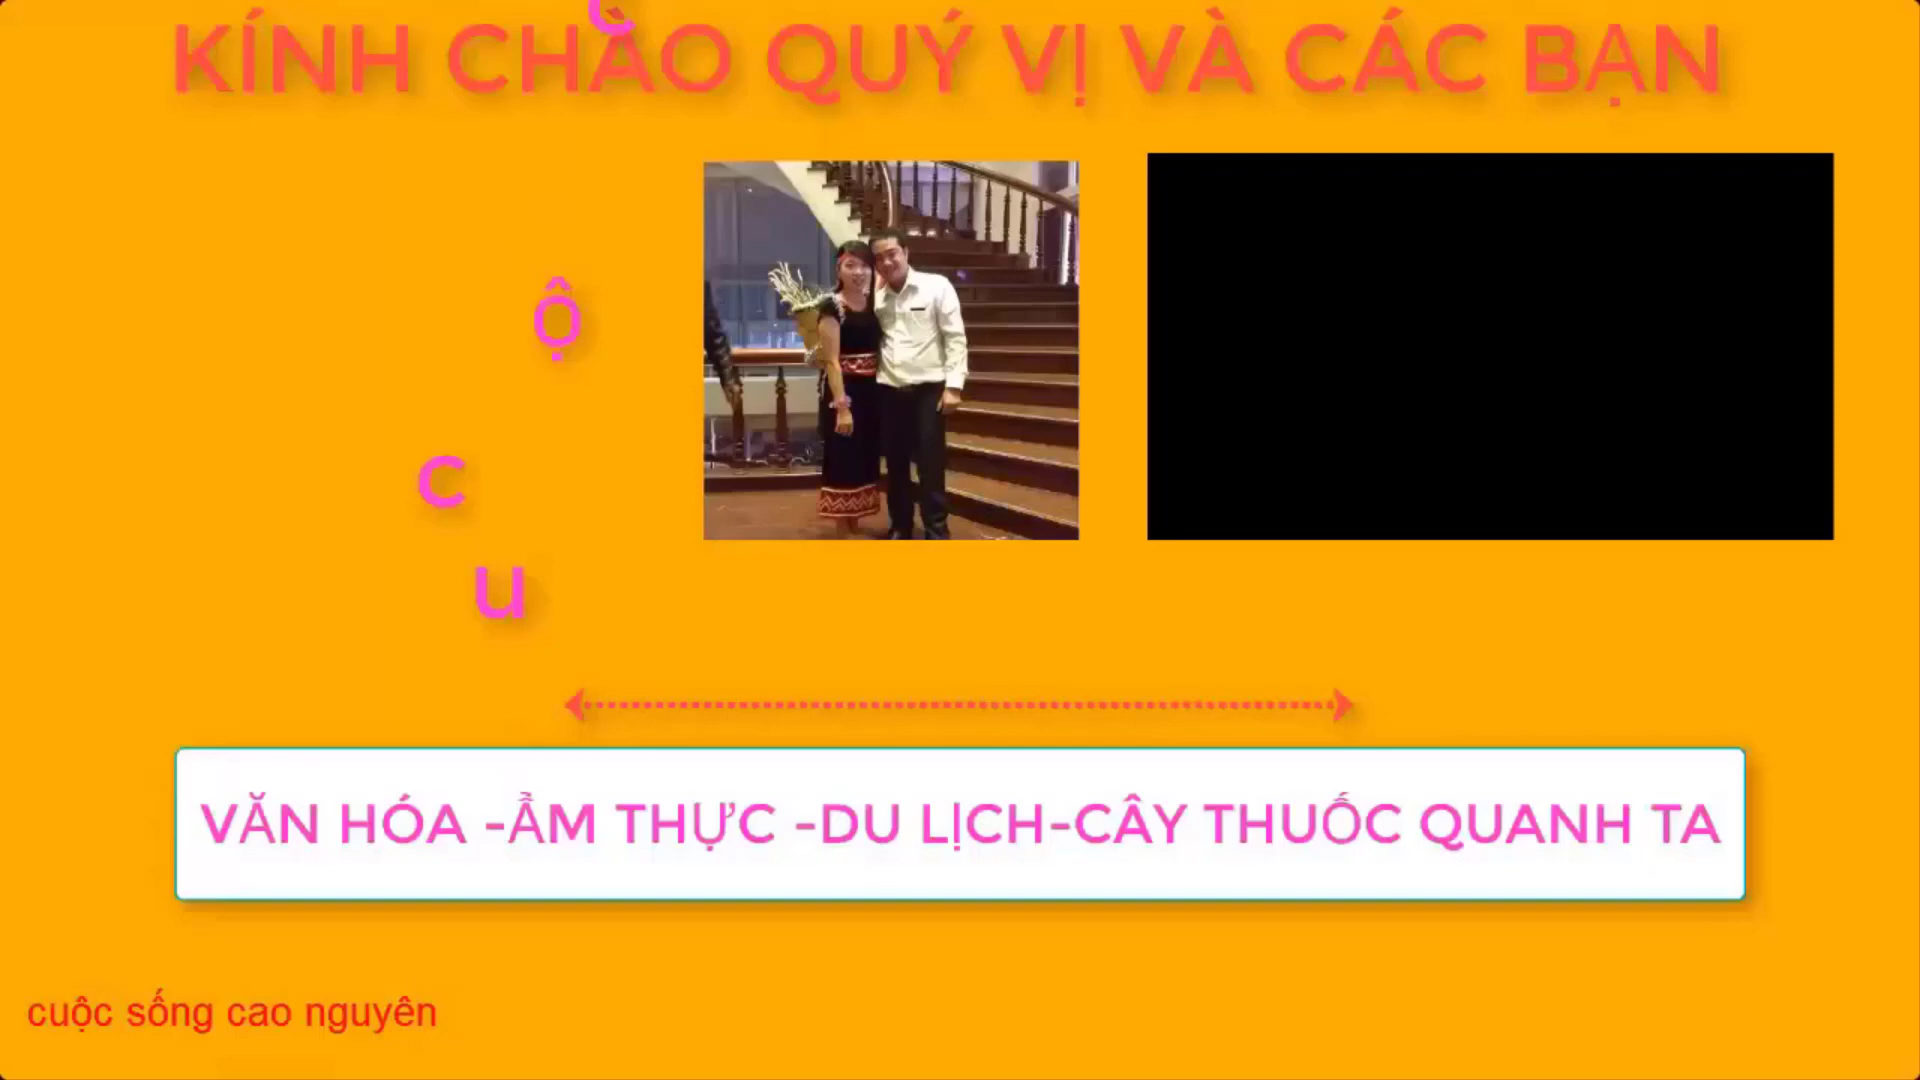 KÍNH CHÀO QUÝ VỊ VÀ CÁC BẠN
ộ
c
u
VĂN HÓA -ẨM THỰC -DU LỊCH-CÂY THUỐC QUANH TA
cuộc sống cao nguyên